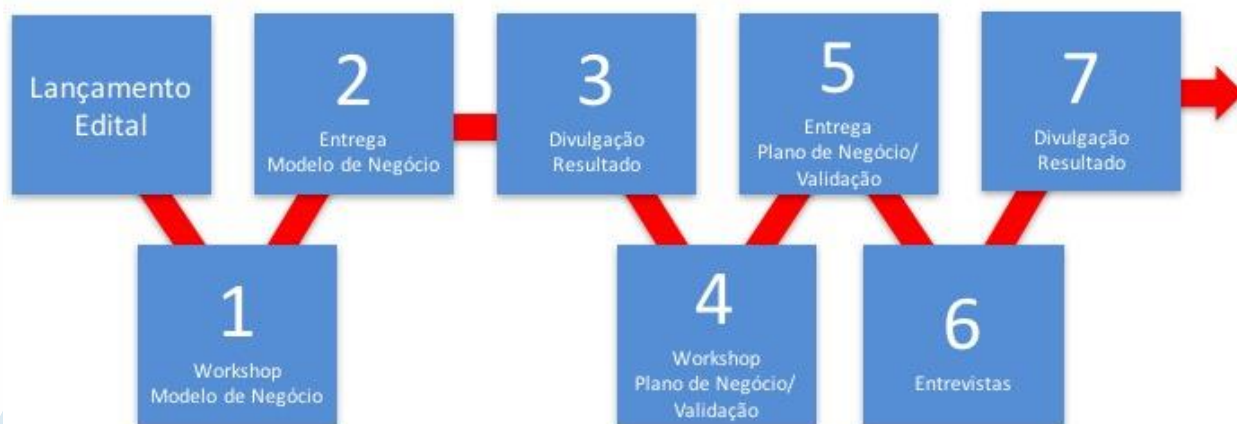 Lançamento
Edital
1
Workshop
Modelo de Negócio
2
Entrega
Modelo de Negócio
3
Divulgação
Resultado
4
Workshop
Plano de Negócio/
Validação
5
Entrega
Plano de Negócio/
Validação
6
Entrevistas
7
Divulgação
Resultado